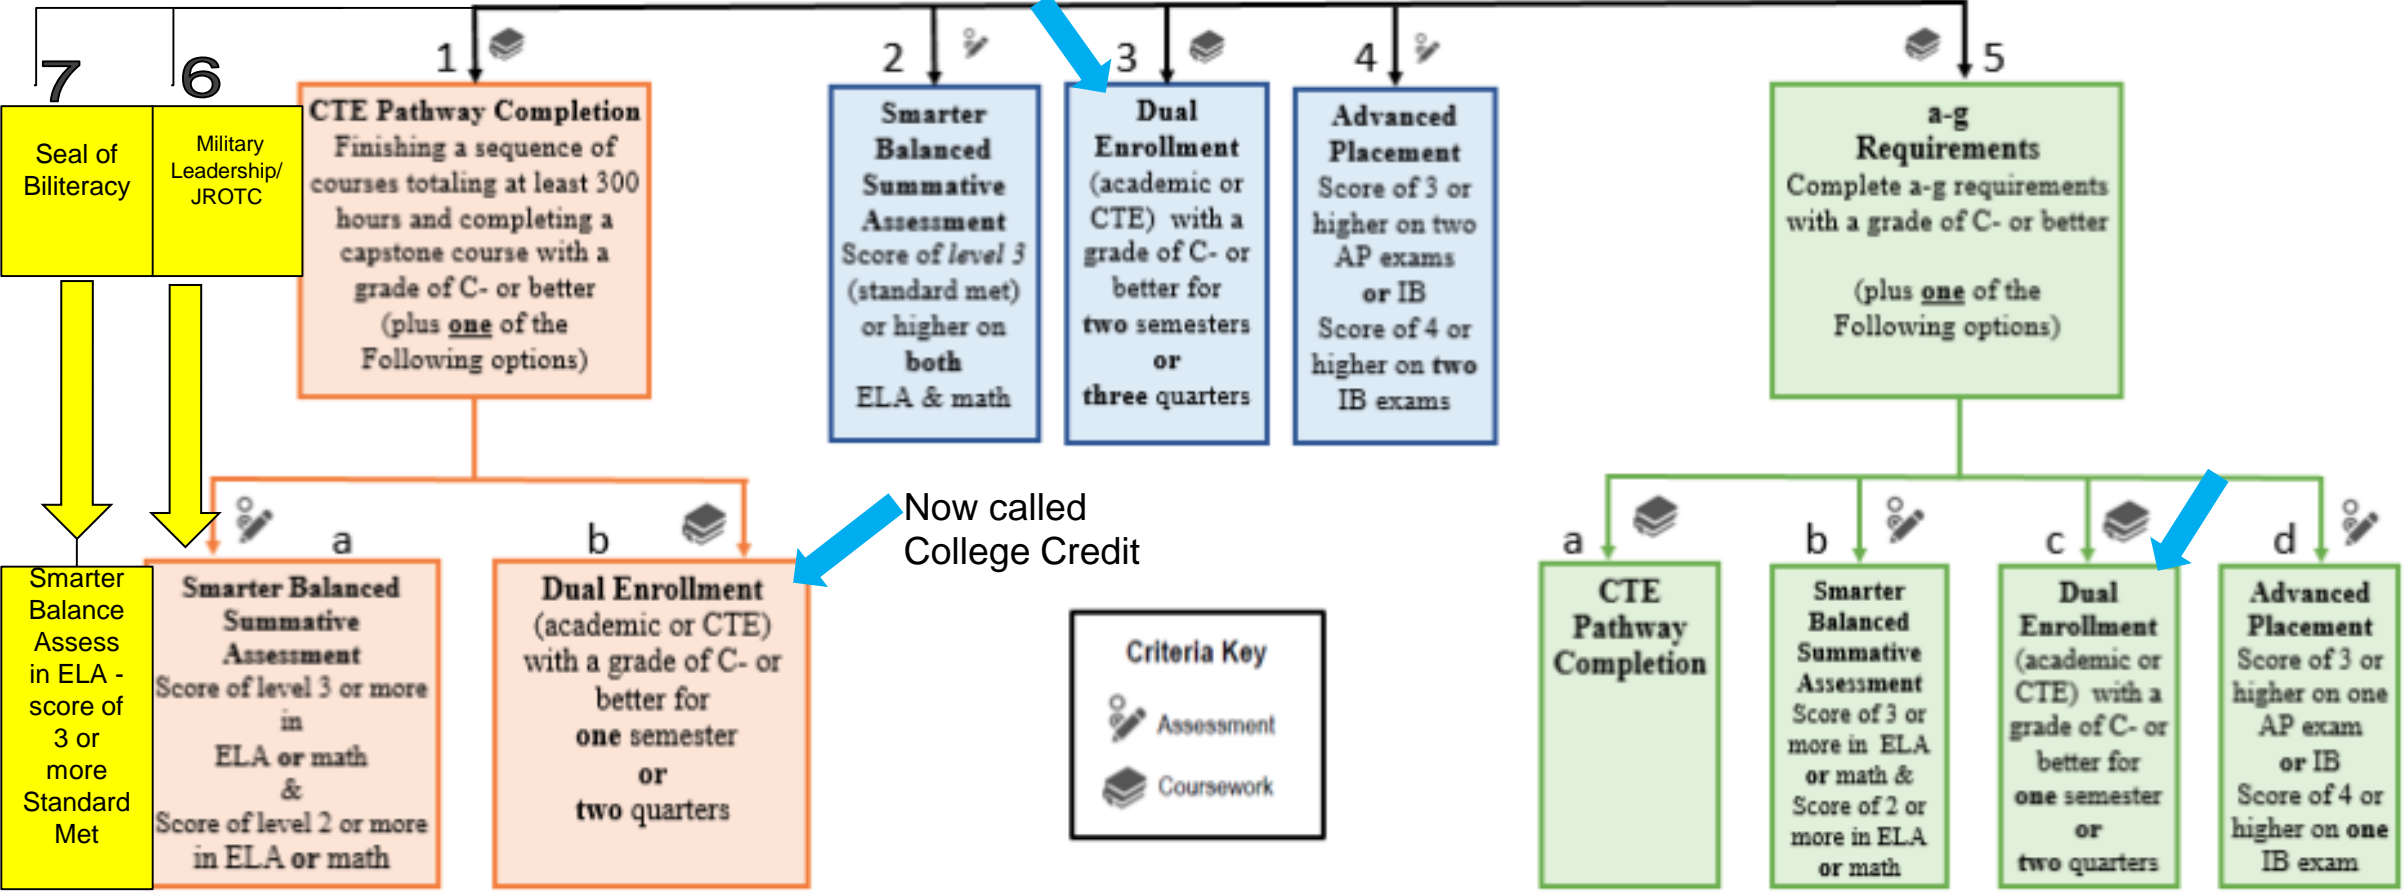 7
6
1
2
3
4
5
Seal of
Biliteracy
Military
Leadership/
JROTC
CTE Pathway Completion
Finishing a sequence of
courses totaling at least 300
hours and completing a
capstone course with a
grade of C- or better
(plus one of the
Following options)
Smarter
Balanced
Summative
Assessment
Score of level 3
(standard met)
or higher on
both
ELA & math
Dual
Enrollment
(academic or
CTE) with a
grade of C- or
better for
two semesters
or
three quarters
Advanced
Placement
Score of 3 or
higher on two
AP exams
or IB
Score of 4 or
higher on two
IB exams
a-g
Requirements
Complete a-g requirements
with a grade of C- or better
(plus one of the
Following options)
Smarter
Balance
Assess
in ELA -
score of
3 or
more
Standard
Met
a
Smarter Balanced
Summative
Assessment
Score of level 3 or more
in
ELA or math
&
Score of level 2 or more
in ELA or math
b
Dual Enrollment
(academic or CTE)
with a grade of C- or
better for
one semester
or
two quarters
Now called
College Credit
Criteria Key
Assessment
Coursework
a
CTE
Pathway
Completion
b
Smarter
Balanced
Summative
Assessment
Score of 3 or
more in ELA
or math &
Score of 2 or
more in ELA
or math
c
Dual
Enrollment
(academic or
CTE) with a
grade of C- or
better for
one semester
or
two quarters
d
Advanced
Placement
Score of 3 or
higher on one
AP exam
or IB
Score of 4 or
higher on one
IB exam